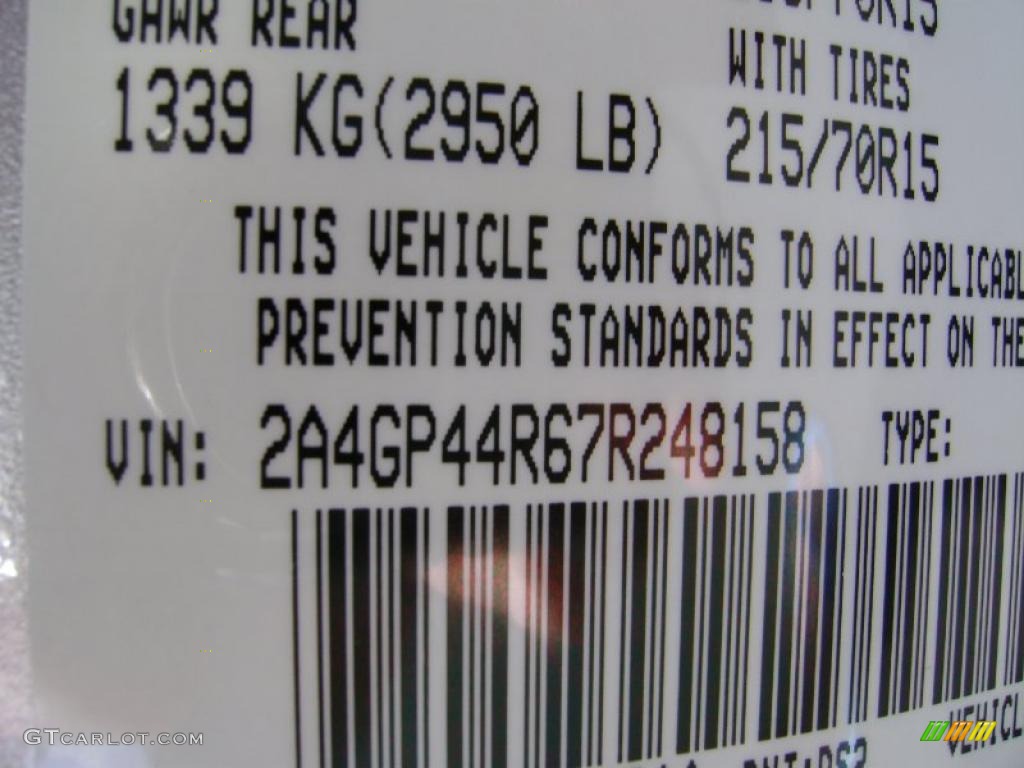 GAWR REAR
WITH TIRES
1339 KG(2950 LB) 215/70R15
THIS VEHICLE CONFORMS TO ALL
PREVENTION STANDARDS IN EFFECT ON THE
VIN: 2A4GP44R67R248158 TYPE:
GTCARLOT.COM